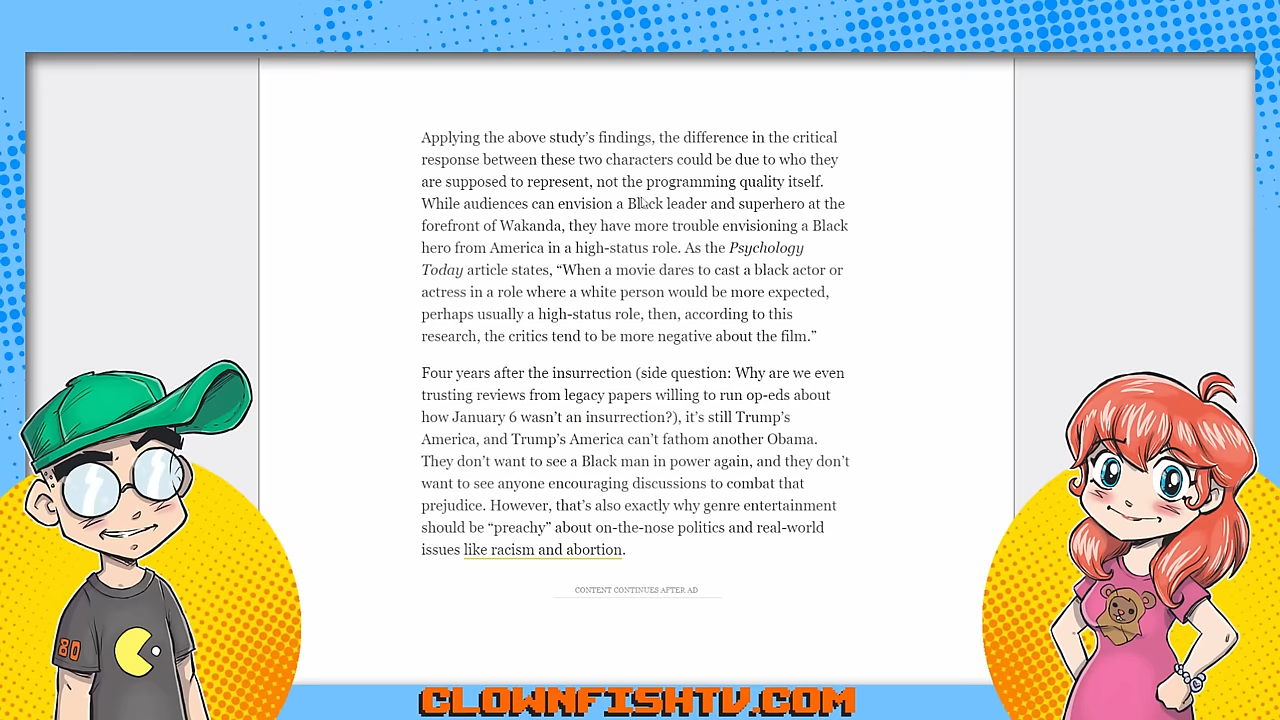 Applying the above study's findings, the difference in the critical
response between these two characters could be due to who they
are supposed to represent, not the programming quality itself.
While audiences can envision a Black leader and superhero at the
forefront of Wakanda, they have more trouble envisioning a Black
hero from America in a high-status role. As the Psychology
Today article states, “When a movie dares to cast a black actor or
actress in a role where a white person would be more expected,
perhaps usually a high-status role, then, according to this
research, the critics tend to be more negative about the film.”
Four years after the insurrection (side question: Why are we even
trusting reviews from legacy papers willing to run op-eds about
how January 6 wasn't an insurrection?), it's still Trump's
America, and Trump's America can't fathom another Obama.
They don't want to see a Black man in power again, and they don't
want to see anyone encouraging discussions to combat that
prejudice. However, that's also exactly why genre entertainment
should be “preachy” about on-the-nose politics and real-world
issues like racism and abortion.
CONTENT CONTINUES AFTER AD
80
CLOWNFISHTV.COM